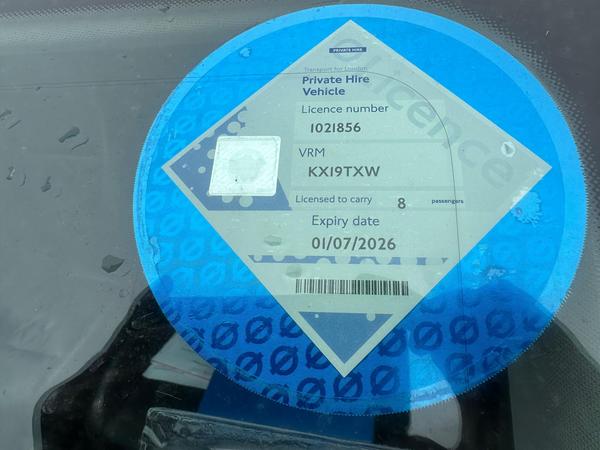 PRIVATE HIRE
Transport for London
Private Hire
Vehicle
Licence number
1021856
VRM
KX19TXW
Licensed to carry 8 passengers
Expiry date
01/07/2026
Licence